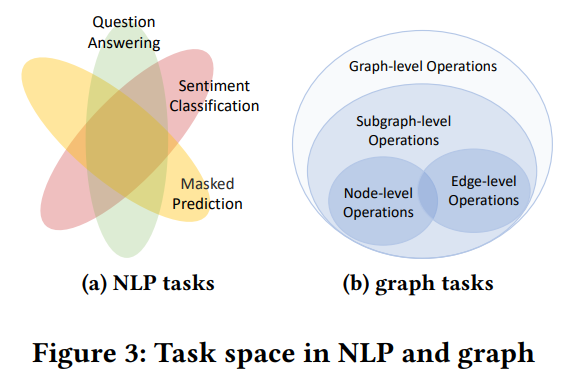 Question
Answering
Sentiment
Classification
Masked
Prediction
(a) NLP tasks
Graph-level Operations
Subgraph-level
Operations
Node-level
Operations
Edge-level
Operations
(b) graph tasks
Figure 3: Task space in NLP and graph